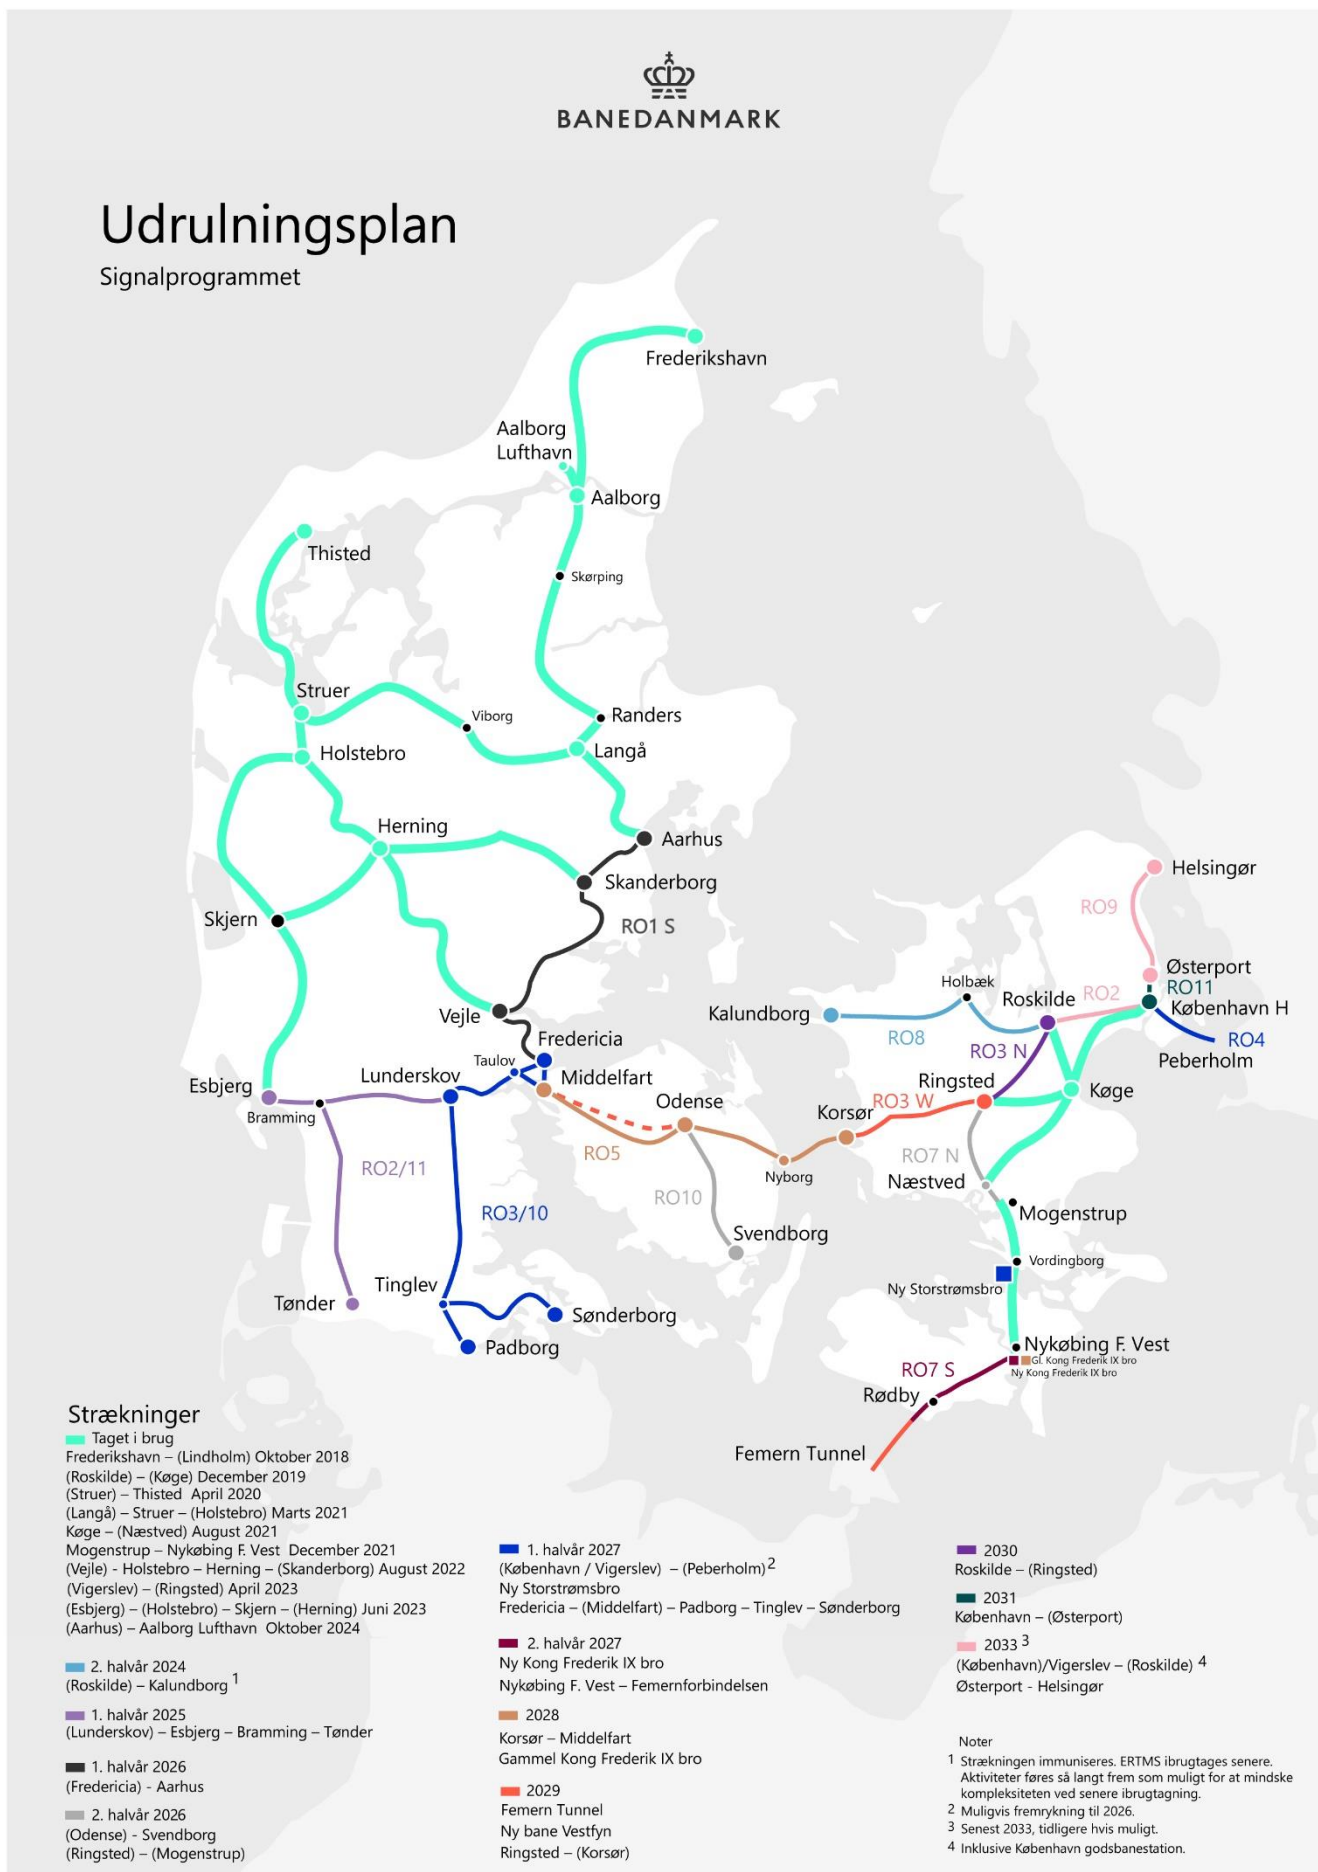 BANEDANMARK
Udrulningsplan
Signalprogrammet
Frederikshavn
Aalborg
Lufthavn
Aalborg
Thisted
Skørping
Struer
Viborg
Randers
Langå
Holstebro
Herning
Aarhus
Skanderborg
Skjern
RO1 S
Helsingør
RO9
Østerport
RO11
København H
RO4
Peberholm
Holbæk
Roskilde
RO2
Kalundborg
RO8
RO3 N
Vejle
Fredericia
Taulov
Lunderskov
Middelfart
Esbjerg
Bramming
Odense
Korsør
RO3 W
Ringsted
Køge
RO2/11
RO5
RO10
Nyborg
RO7 N
Næstved
RO3/10
Svendborg
Mogenstrup
Vordingborg
Ny Storstrømsbro
Tinglev
Tønder
Sønderborg
Padborg
Nykøbing F. Vest
Gl. Kong Frederik IX bro
Ny Kong Frederik IX bro
RO7 S
Rødby
Femern Tunnel
Strækninger
Taget i brug
Frederikshavn – (Lindholm) Oktober 2018
(Roskilde) – (Køge) December 2019
(Struer) – Thisted April 2020
(Langå) – Struer – (Holstebro) Marts 2021
Køge – (Næstved) August 2021
Mogenstrup – Nykøbing F. Vest December 2021
(Vejle) - Holstebro – Herning – (Skanderborg) August 2022
(Vigerslev) – (Ringsted) April 2023
(Esbjerg) – (Holstebro) – Skjern – (Herning) Juni 2023
(Aarhus) – Aalborg Lufthavn Oktober 2024
2. halvår 2024
(Roskilde) – Kalundborg 1
1. halvår 2025
(Lunderskov) – Esbjerg – Bramming – Tønder
1. halvår 2026
(Fredericia) - Aarhus
2. halvår 2026
(Odense) - Svendborg
(Ringsted) – (Mogenstrup)
1. halvår 2027
(København / Vigerslev) – (Peberholm) 2
Ny Storstrømsbro
Fredericia – (Middelfart) – Padborg – Tinglev – Sønderborg
2. halvår 2027
Ny Kong Frederik IX bro
Nykøbing F. Vest – Femernforbindelsen
2028
Korsør – Middelfart
Gammel Kong Frederik IX bro
2029
Femern Tunnel
Ny bane Vestfyn
Ringsted – (Korsør)
2030
Roskilde – (Ringsted)
2031
København – (Østerport)
2033 3
(København)/Vigerslev – (Roskilde) 4
Østerport - Helsingør
Noter
1 Strækningen immuniseres. ERTMS ibrugtages senere.
Aktiviteter føres så langt frem som muligt for at mindske
kompleksiteten ved senere ibrugtagning.
2 Muligvis fremrykning til 2026.
3 Senest 2033, tidligere hvis muligt.
4 Inklusive København godsbanestation.